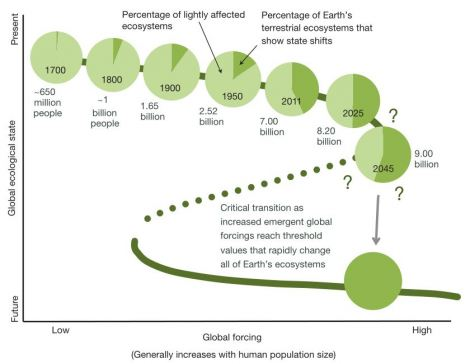 Present
Global ecological state
Future
Percentage of lightly affected
ecosystems
Percentage of Earth's
terrestrial ecosystems that
show state shifts
1700
1800
1900
1950
2011
2025
2045
~650
million
people
~1
billion
people
1.65
billion
2.52
billion
7.00
billion
8.20
billion
9.00
billion
?
?
?
Critical transition as
increased emergent global
forcings reach threshold
values that rapidly change
all of Earth's ecosystems
Low
Global forcing
High
(Generally increases with human population size)